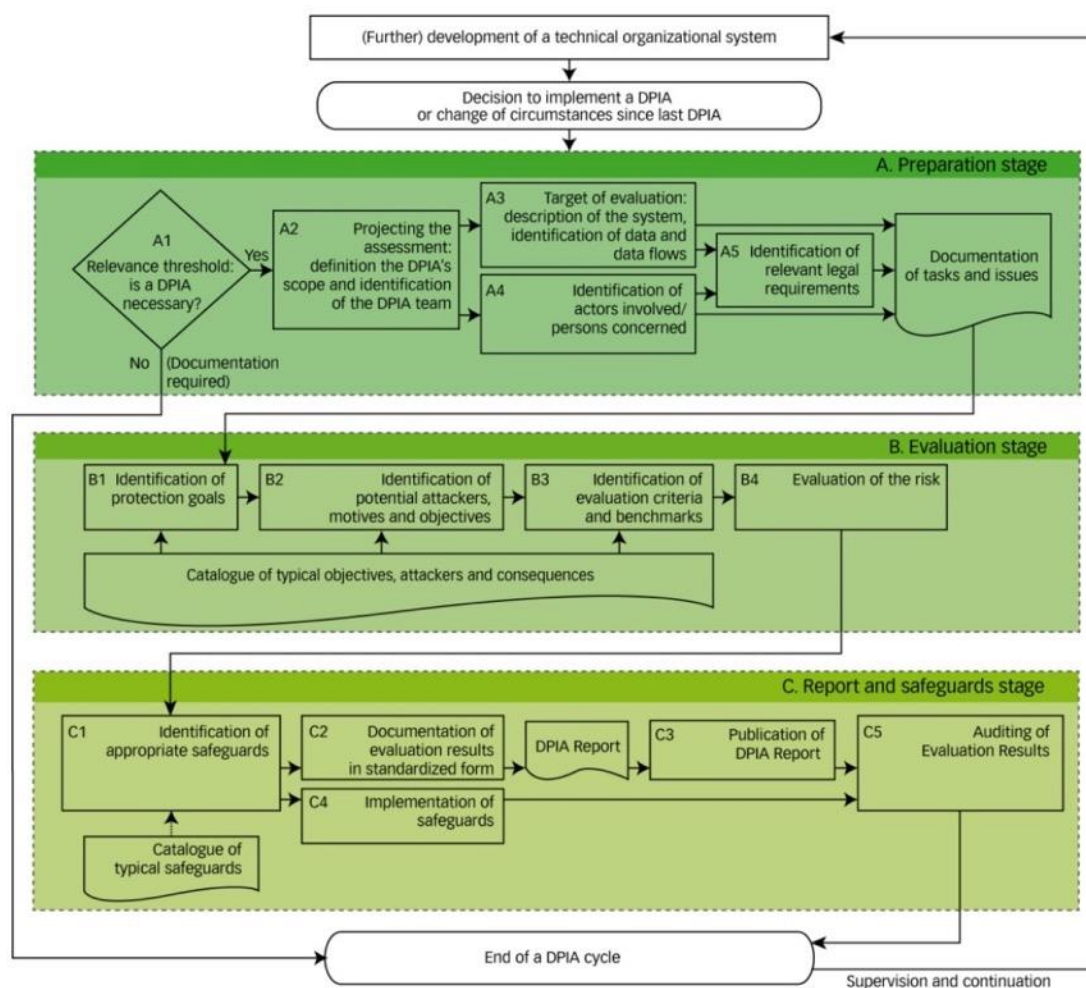 (Further) development of a technical organizational system
Decision to implement a DPIA
or change of circumstances since last DPIA
A. Preparation stage
A1
Relevance threshold:
is a DPIA
necessary?
Yes
No (Documentation
required)
A2 Projecting the
assessment:
definition the DPIA's
scope and identification
of the DPIA team
A3 Target of evaluation:
description of the system,
identification of data and
data flows
A4 Identification of
actors involved/
persons concerned
A5 Identification of
relevant legal
requirements
Documentation
of tasks and issues
B. Evaluation stage
B1 Identification of
protection goals
B2 Identification of
potential attackers,
motives and objectives
B3 Identification of
evaluation criteria
and benchmarks
B4 Evaluation of the risk
Catalogue of typical objectives, attackers and consequences
C. Report and safeguards stage
C1 Identification of
appropriate safeguards
C2 Documentation of
evaluation results
in standardized form
DPIA Report
C3 Publication of
DPIA Report
C5 Auditing of
Evaluation Results
C4 Implementation of
safeguards
Catalogue of
typical safeguards
End of a DPIA cycle
Supervision and continuation